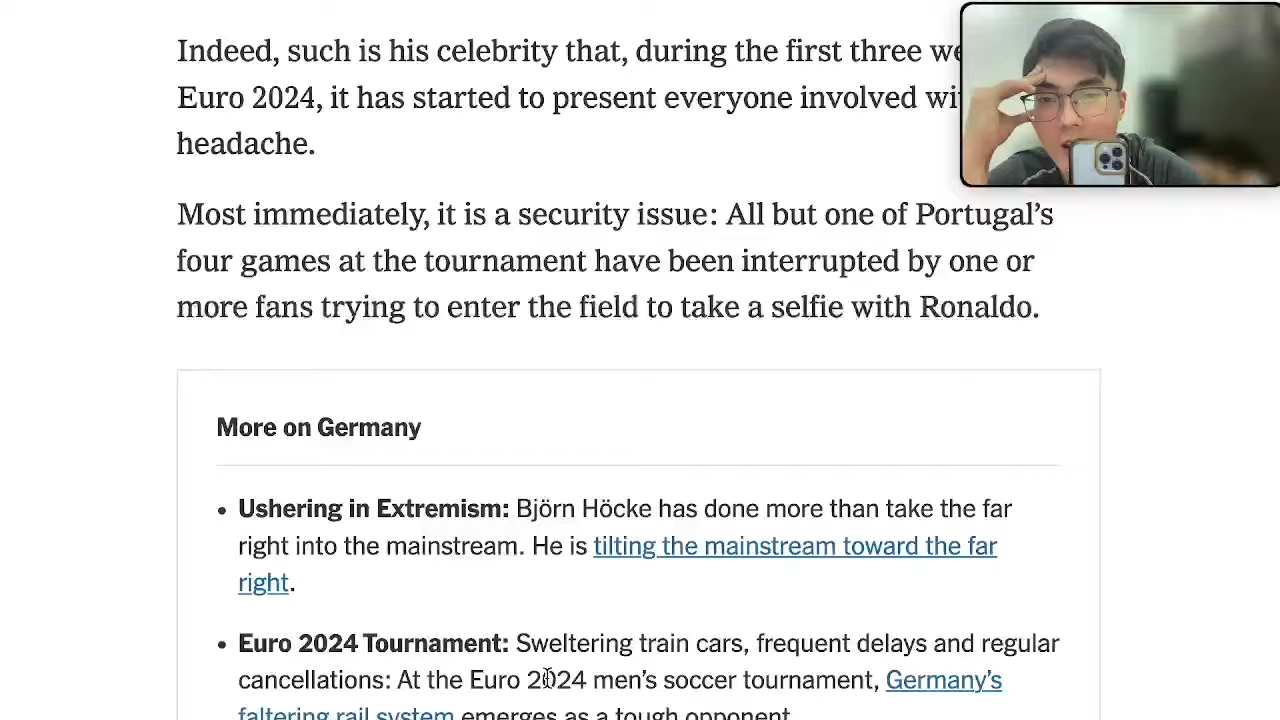 Indeed, such is his celebrity that, during the first three
Euro 2024, it has started to present everyone involved
headache.
Most immediately, it is a security issue: All but one of Portugal’s
four games at the tournament have been interrupted by one or
more fans trying to enter the field to take a selfie with Ronaldo.
More on Germany
• Ushering in Extremism: Björn Höcke has done more than take the far
right into the mainstream. He is tilting the mainstream toward the far
right.
• Euro 2024 Tournament: Sweltering train cars, frequent delays and regular
cancellations: At the Euro 2024 men’s soccer tournament, Germany’s
faltering rail system emerges as a tough opponent.